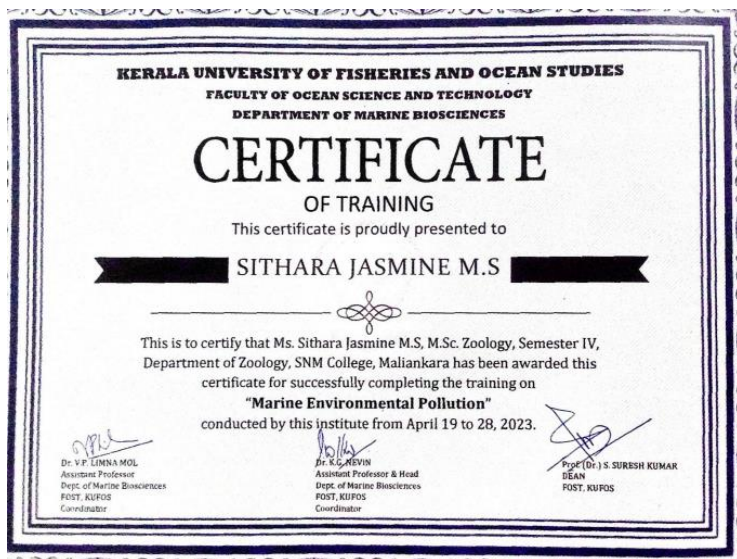 KERALA UNIVERSITY OF FISHERIES AND OCEAN STUDIES
FACULTY OF OCEAN SCIENCE AND TECHNOLOGY
DEPARTMENT OF MARINE BIOSCIENCES
CERTIFICATE
OF TRAINING
This certificate is proudly presented to
SITHARA JASMINE M.S
This is to certify that Ms. Sithara Jasmine M.S, M.Sc. Zoology, Semester IV,
Department of Zoology, SNM College, Maliankara has been awarded this
certificate for successfully completing the training on
"Marine Environmental Pollution"
conducted by this institute from April 19 to 28, 2023.
Dr. V.P. LIMNA MOL
Assistant Professor
Dept. of Marine Biosciences
FOST, KUFOS
Coordinator
Dr. K.G. NEVIN
Assistant Professor & Head
Dept. of Marine Biosciences
FOST, KUFOS
Coordinator
Prof. (Dr.) S. SURESH KUMAR
DEAN
FOST, KUFOS